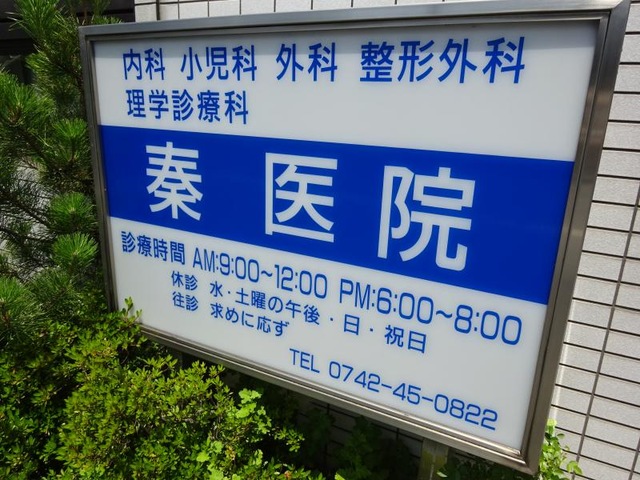 内科 小児科 外科 整形外科
理学診療科
秦医院
診療時間 AM:9:00~12:00 PM:6:00~8:00
休診 水・土曜の午後・日・祝日
往診 求めに応ず
TEL 0742-45-0822